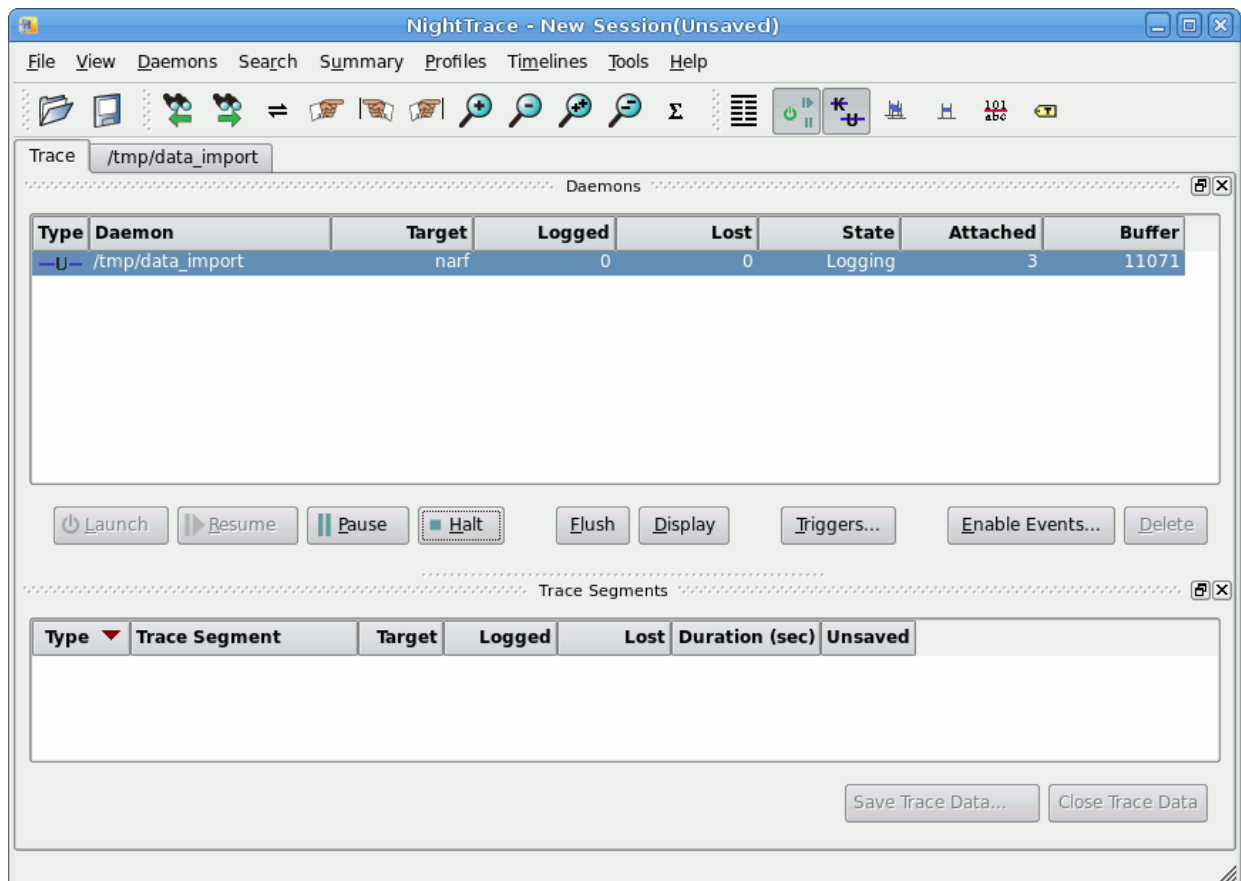 NightTrace - New Session(Unsaved)
File View Daemons Search Summary Profiles Timelines Tools Help
Σ K U 101 abc T
Trace /tmp/data_import
Daemons
Type Daemon Target Logged Lost State Attached Buffer
U /tmp/data_import narf 0 0 Logging 3 11071
Launch Resume Pause Halt Flush Display Triggers... Enable Events... Delete
Trace Segments
Type Trace Segment Target Logged Lost Duration (sec) Unsaved
Save Trace Data... Close Trace Data